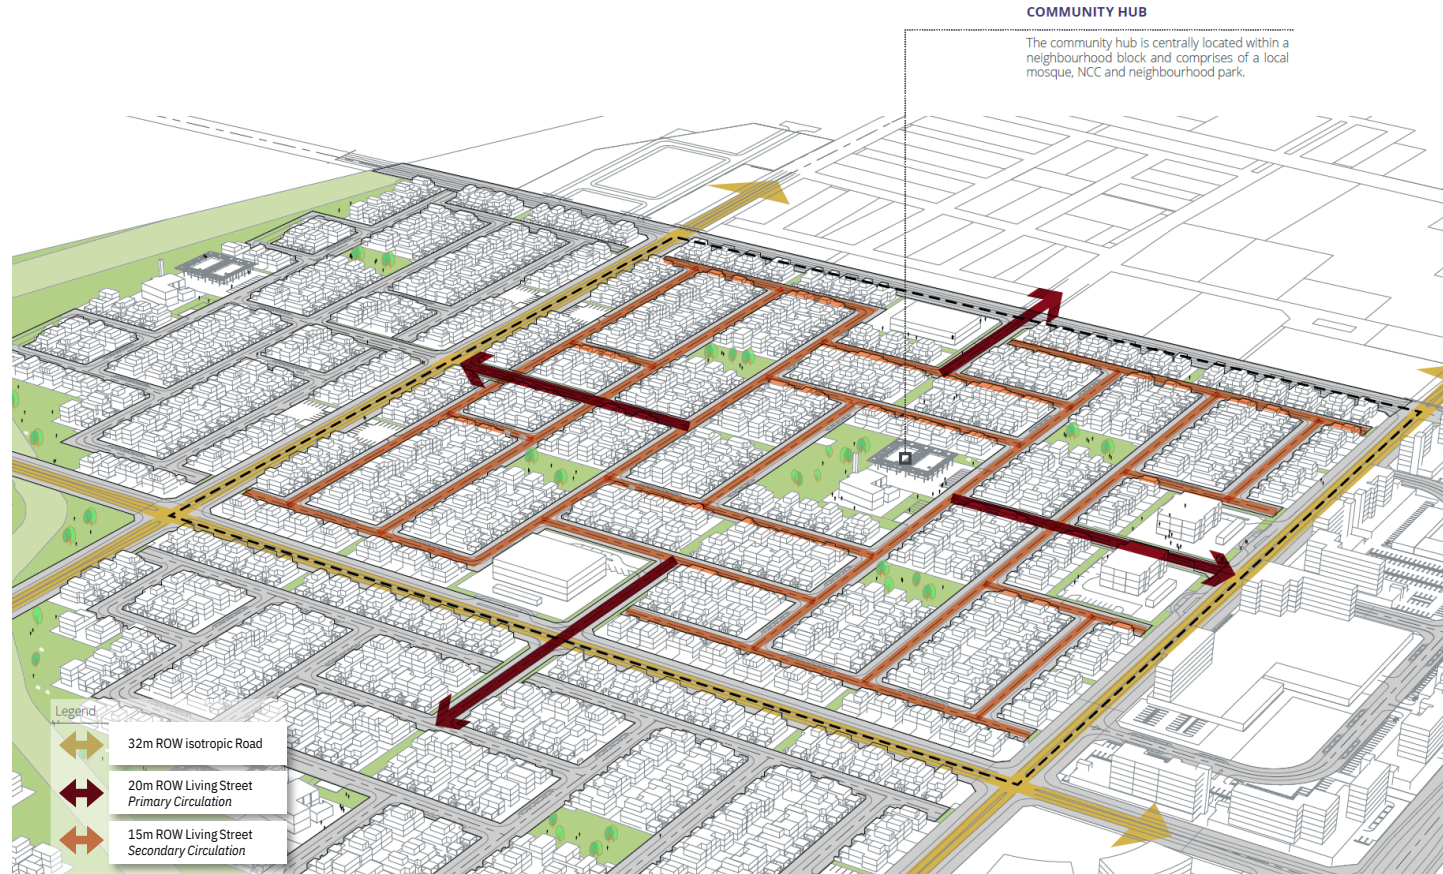 COMMUNITY HUB
The community hub is centrally located within a
neighbourhood block and comprises of a local
mosque, NCC and neighbourhood park.
Legend
32m ROW isotropic Road
20m ROW Living Street
Primary Circulation
15m ROW Living Street
Secondary Circulation